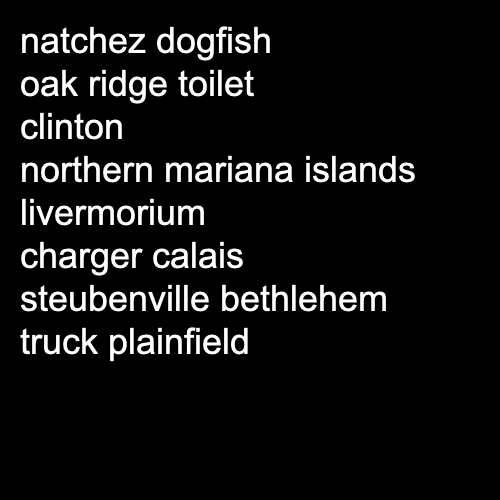 natchez dogfish
oak ridge toilet
clinton
northern mariana islands
livermorium
charger calais
steubenville bethlehem
truck plainfield